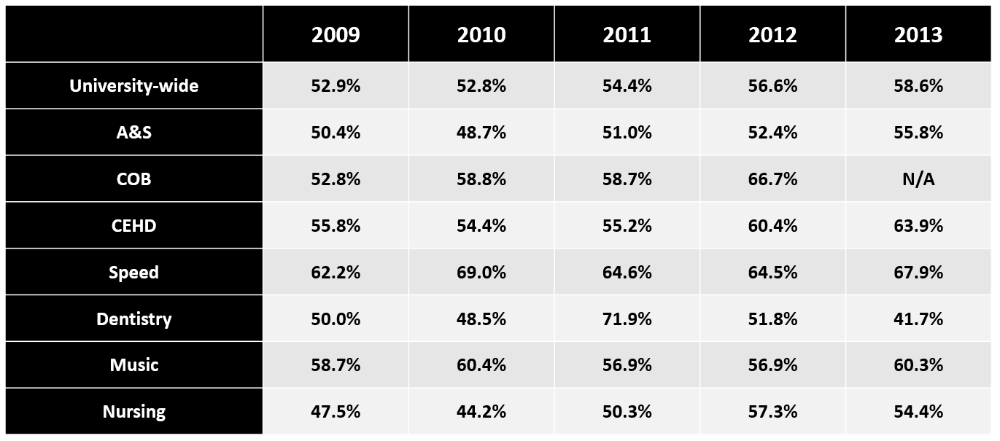 2009 2010 2011 2012 2013
University-wide 52.9% 52.8% 54.4% 56.6% 58.6%
A&S 50.4% 48.7% 51.0% 52.4% 55.8%
COB 52.8% 58.8% 58.7% 66.7% N/A
CEHD 55.8% 54.4% 55.2% 60.4% 63.9%
Speed 62.2% 69.0% 64.6% 64.5% 67.9%
Dentistry 50.0% 48.5% 71.9% 51.8% 41.7%
Music 58.7% 60.4% 56.9% 56.9% 60.3%
Nursing 47.5% 44.2% 50.3% 57.3% 54.4%